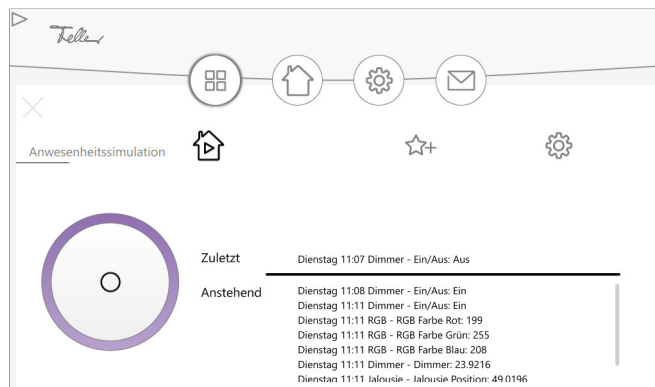 Feller
Anwesenheitssimulation
Zuletzt
Dienstag 11:07 Dimmer - Ein/Aus: Aus
Anstehend
Dienstag 11:08 Dimmer - Ein/Aus: Ein
Dienstag 11:11 Dimmer - Ein/Aus: Ein
Dienstag 11:11 RGB - RGB Farbe Rot: 199
Dienstag 11:11 RGB - RGB Farbe Grün: 255
Dienstag 11:11 RGB - RGB Farbe Blau: 208
Dienstag 11:11 Dimmer - Dimmer: 23.9216
Dienstag 11:11 Jalousie - Jalousie Position: 49.0196